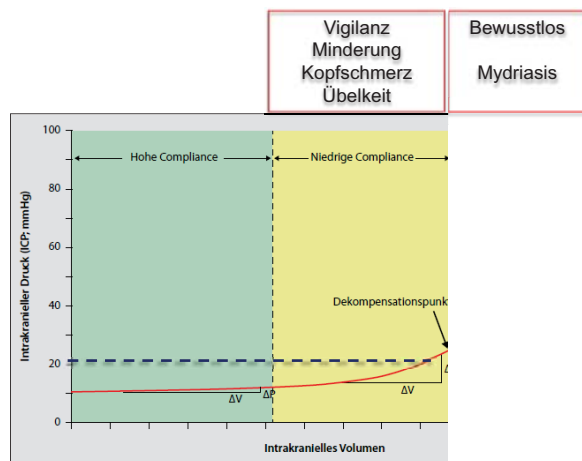 Vigilanz
Minderung
Kopfschmerz
Übelkeit
Bewusstlos
Mydriasis
Intrakranieller Druck (ICP; mmHg)
100
80
60
40
20
0
Hohe Compliance
Niedrige Compliance
Dekompensationspunkt
ΔV
ΔP
ΔV
Δ
Intrakranielles Volumen